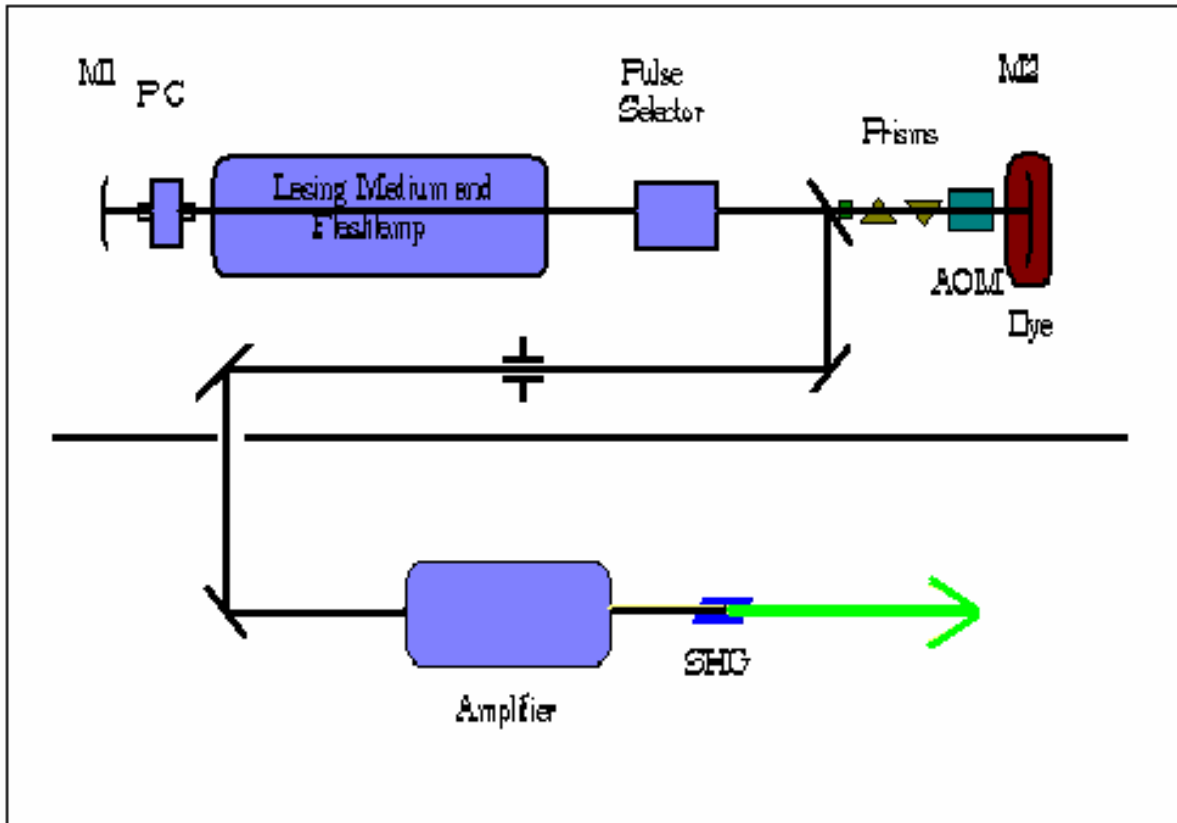 M1
PC
Pulse
Selector
M2
Prisms
Lasing Medium and
Flashlamp
AOM
Dye
SHG
Amplifier